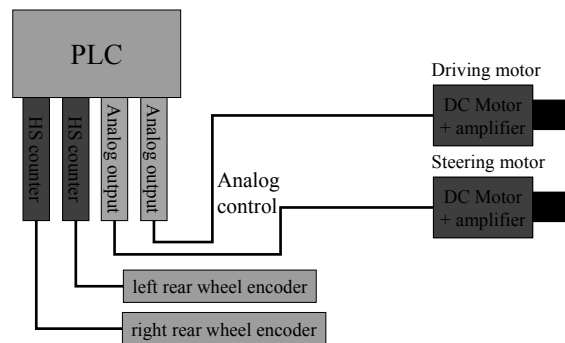 PLC
HS counter
HS counter
Analog output
Analog output
Driving motor
DC Motor
+ amplifier
Steering motor
DC Motor
+ amplifier
Analog
control
left rear wheel encoder
right rear wheel encoder